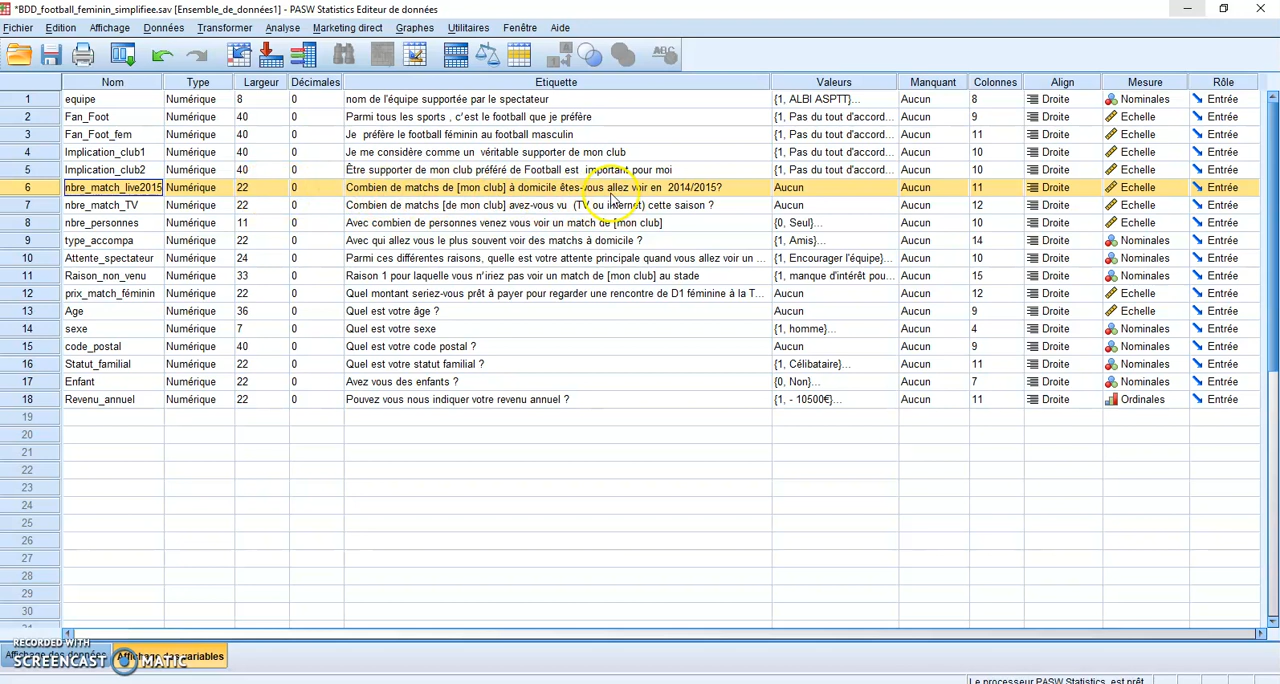 *BDD_football_feminin_simplifiee.sav [Ensemble_de_données1] - PASW Statistics Editeur de données
Fichier Edition Affichage Données Transformer Analyse Marketing direct Graphes Utilitaires Fenêtre Aide
Nom Type Largeur Décimales Etiquette Valeurs Manquant Colonnes Align Mesure Rôle
1 equipe Numérique 8 0 nom de l'équipe supportée par le spectateur {1, ALBI ASPTT}... Aucun 8 Droite Nominales Entrée
2 Fan_Foot Numérique 40 0 Parmi tous les sports , c'est le football que je préfère {1, Pas du tout d'accord... Aucun 9 Droite Echelle Entrée
3 Fan_Foot_fem Numérique 40 0 Je préfère le football féminin au football masculin {1, Pas du tout d'accord... Aucun 11 Droite Echelle Entrée
4 Implication_club1 Numérique 40 0 Je me considère comme un véritable supporter de mon club {1, Pas du tout d'accord... Aucun 10 Droite Echelle Entrée
5 Implication_club2 Numérique 40 0 Être supporter de mon club préféré de Football est important pour moi {1, Pas du tout d'accord... Aucun 10 Droite Echelle Entrée
6 nbre_match_live2015 Numérique 22 0 Combien de matchs de [mon club] à domicile êtes-vous allez voir en 2014/2015? Aucun Aucun 11 Droite Echelle Entrée
7 nbre_match_TV Numérique 22 0 Combien de matchs [de mon club] avez-vous vu (TV ou internet) cette saison ? Aucun Aucun 12 Droite Echelle Entrée
8 nbre_personnes Numérique 11 0 Avec combien de personnes venez vous voir un match de [mon club] {0, Seul}... Aucun 10 Droite Echelle Entrée
9 type_accompa Numérique 22 0 Avec qui allez vous le plus souvent voir des matchs à domicile ? {1, Amis}... Aucun 14 Droite Nominales Entrée
10 Attente_spectateur Numérique 24 0 Parmi ces différentes raisons, quelle est votre attente principale quand vous allez voir un ... {1, Encourager l'équipe}... Aucun 10 Droite Nominales Entrée
11 Raison_non_venu Numérique 33 0 Raison 1 pour laquelle vous n'iriez pas voir un match de [mon club] au stade {1, manque d'intérêt pou... Aucun 15 Droite Nominales Entrée
12 prix_match_féminin Numérique 22 0 Quel montant seriez-vous prêt à payer pour regarder une rencontre de D1 féminine à la T... Aucun Aucun 12 Droite Echelle Entrée
13 Age Numérique 36 0 Quel est votre âge ? Aucun Aucun 9 Droite Echelle Entrée
14 sexe Numérique 7 0 Quel est votre sexe {1, homme}... Aucun 4 Droite Nominales Entrée
15 code_postal Numérique 40 0 Quel est votre code postal ? Aucun Aucun 9 Droite Nominales Entrée
16 Statut_familial Numérique 22 0 Quel est votre statut familial ? {1, Célibataire}... Aucun 11 Droite Nominales Entrée
17 Enfant Numérique 22 0 Avez vous des enfants ? {0, Non}... Aucun 7 Droite Nominales Entrée
18 Revenu_annuel Numérique 22 0 Pouvez vous nous indiquer votre revenu annuel ? {1, - 10500€}... Aucun 11 Droite Ordinales Entrée
19
20
21
22
23
24
25
26
27
28
29
30
RECORDED WITH
SCREENCAST MATIC
Affichage des données Affichage des variables
Le processeur PASW Statistics est prêt